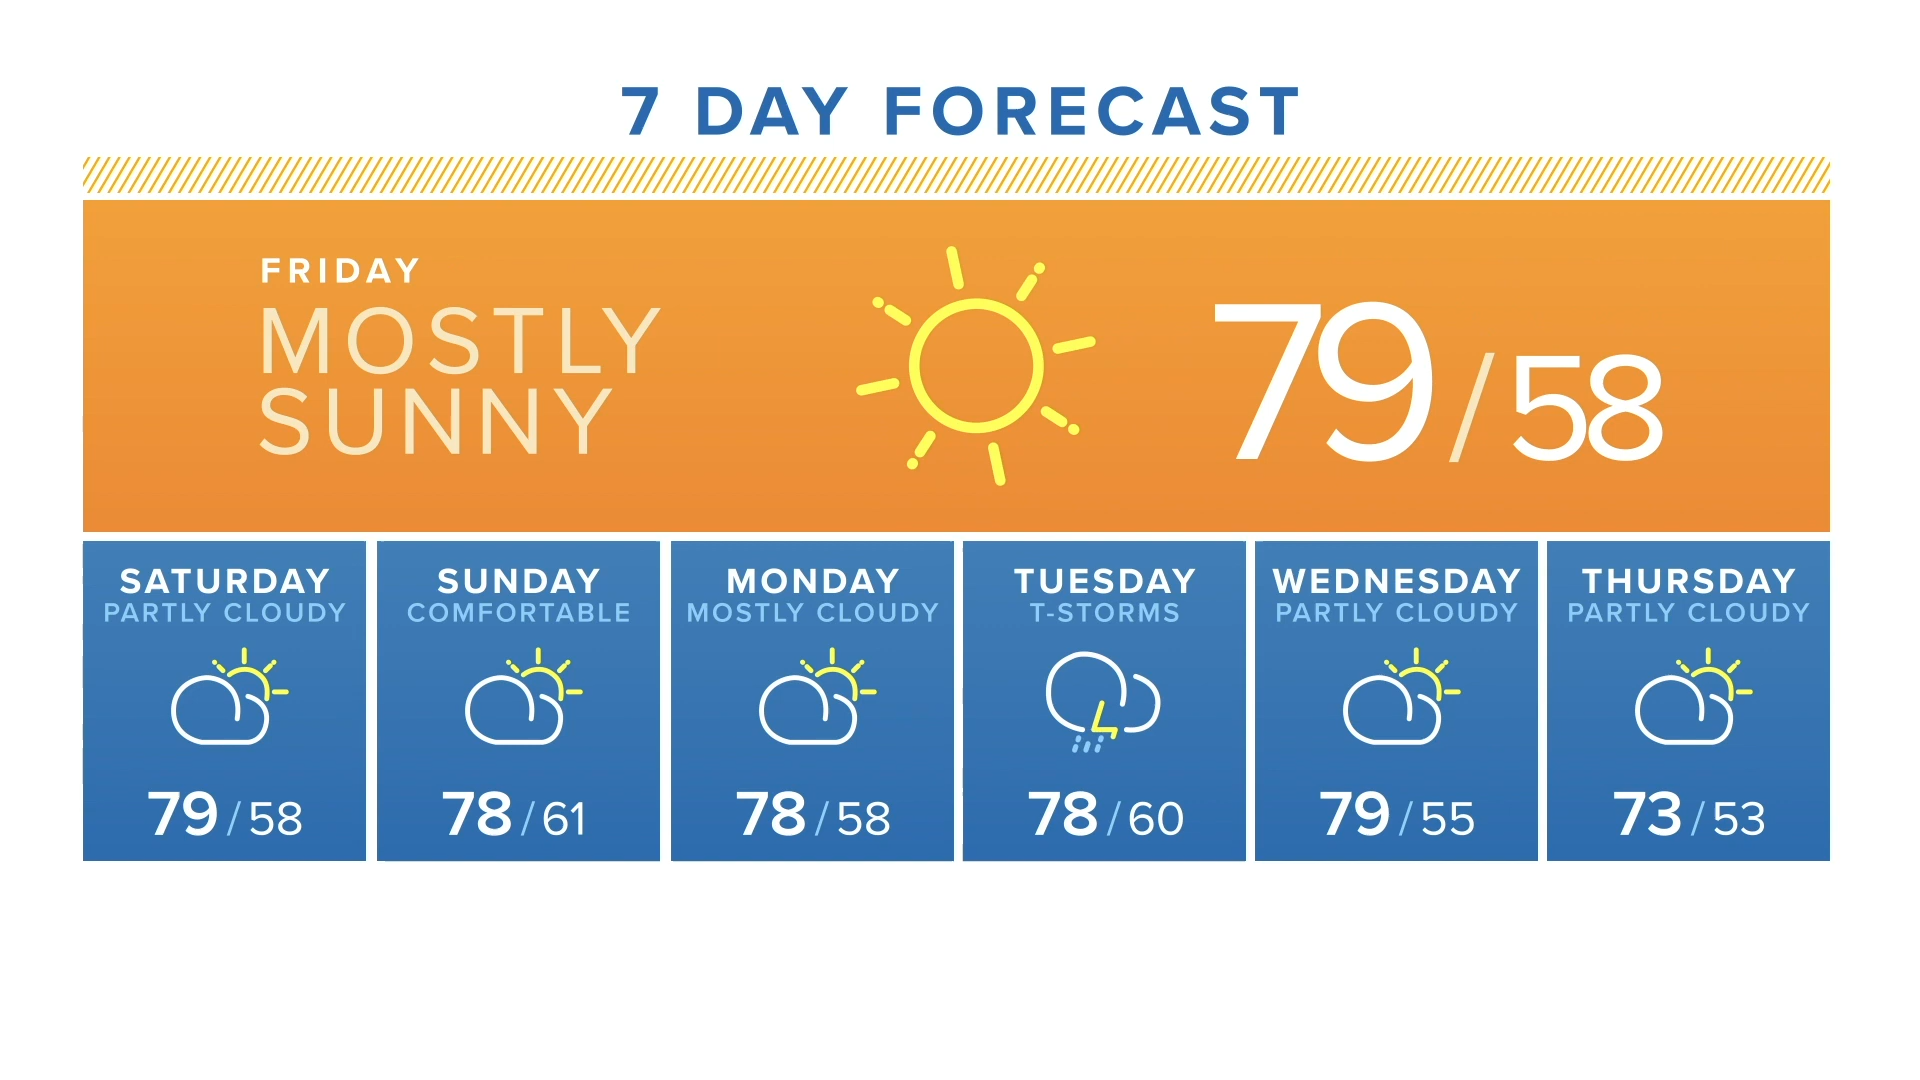 7 DAY FORECAST
FRIDAY
MOSTLY
SUNNY
79/58
SATURDAY
PARTLY CLOUDY
79/58
SUNDAY
COMFORTABLE
78/61
MONDAY
MOSTLY CLOUDY
78/58
TUESDAY
T-STORMS
78/60
WEDNESDAY
PARTLY CLOUDY
79/55
THURSDAY
PARTLY CLOUDY
73/53